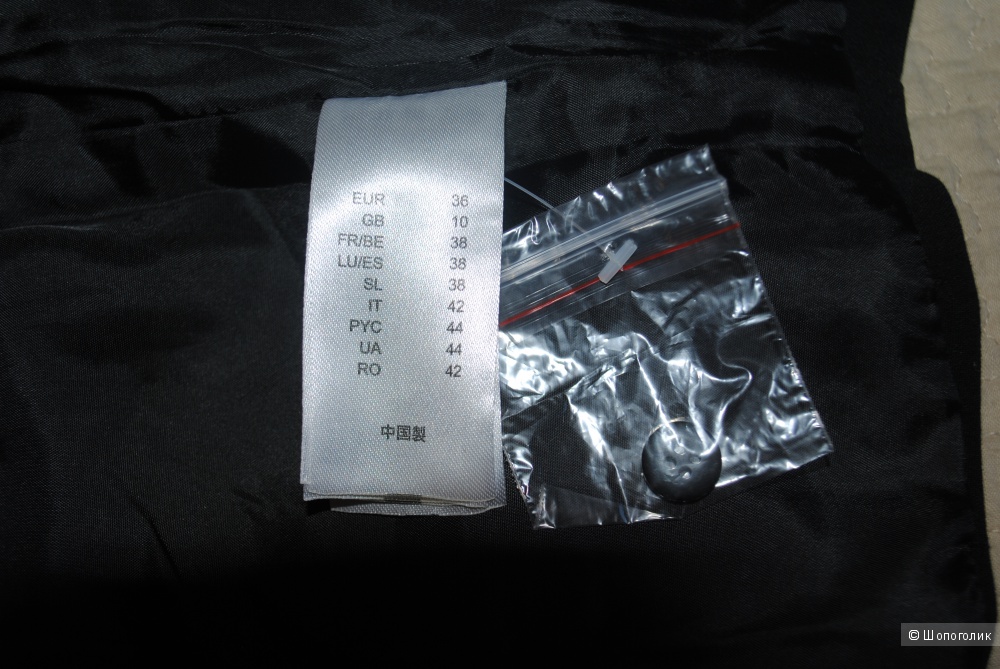 EUR 36
GB 10
FR/BE 38
LU/ES 38
SL 38
IT 42
РУС 44
UA 44
RO 42
中国製
© Шопоголик